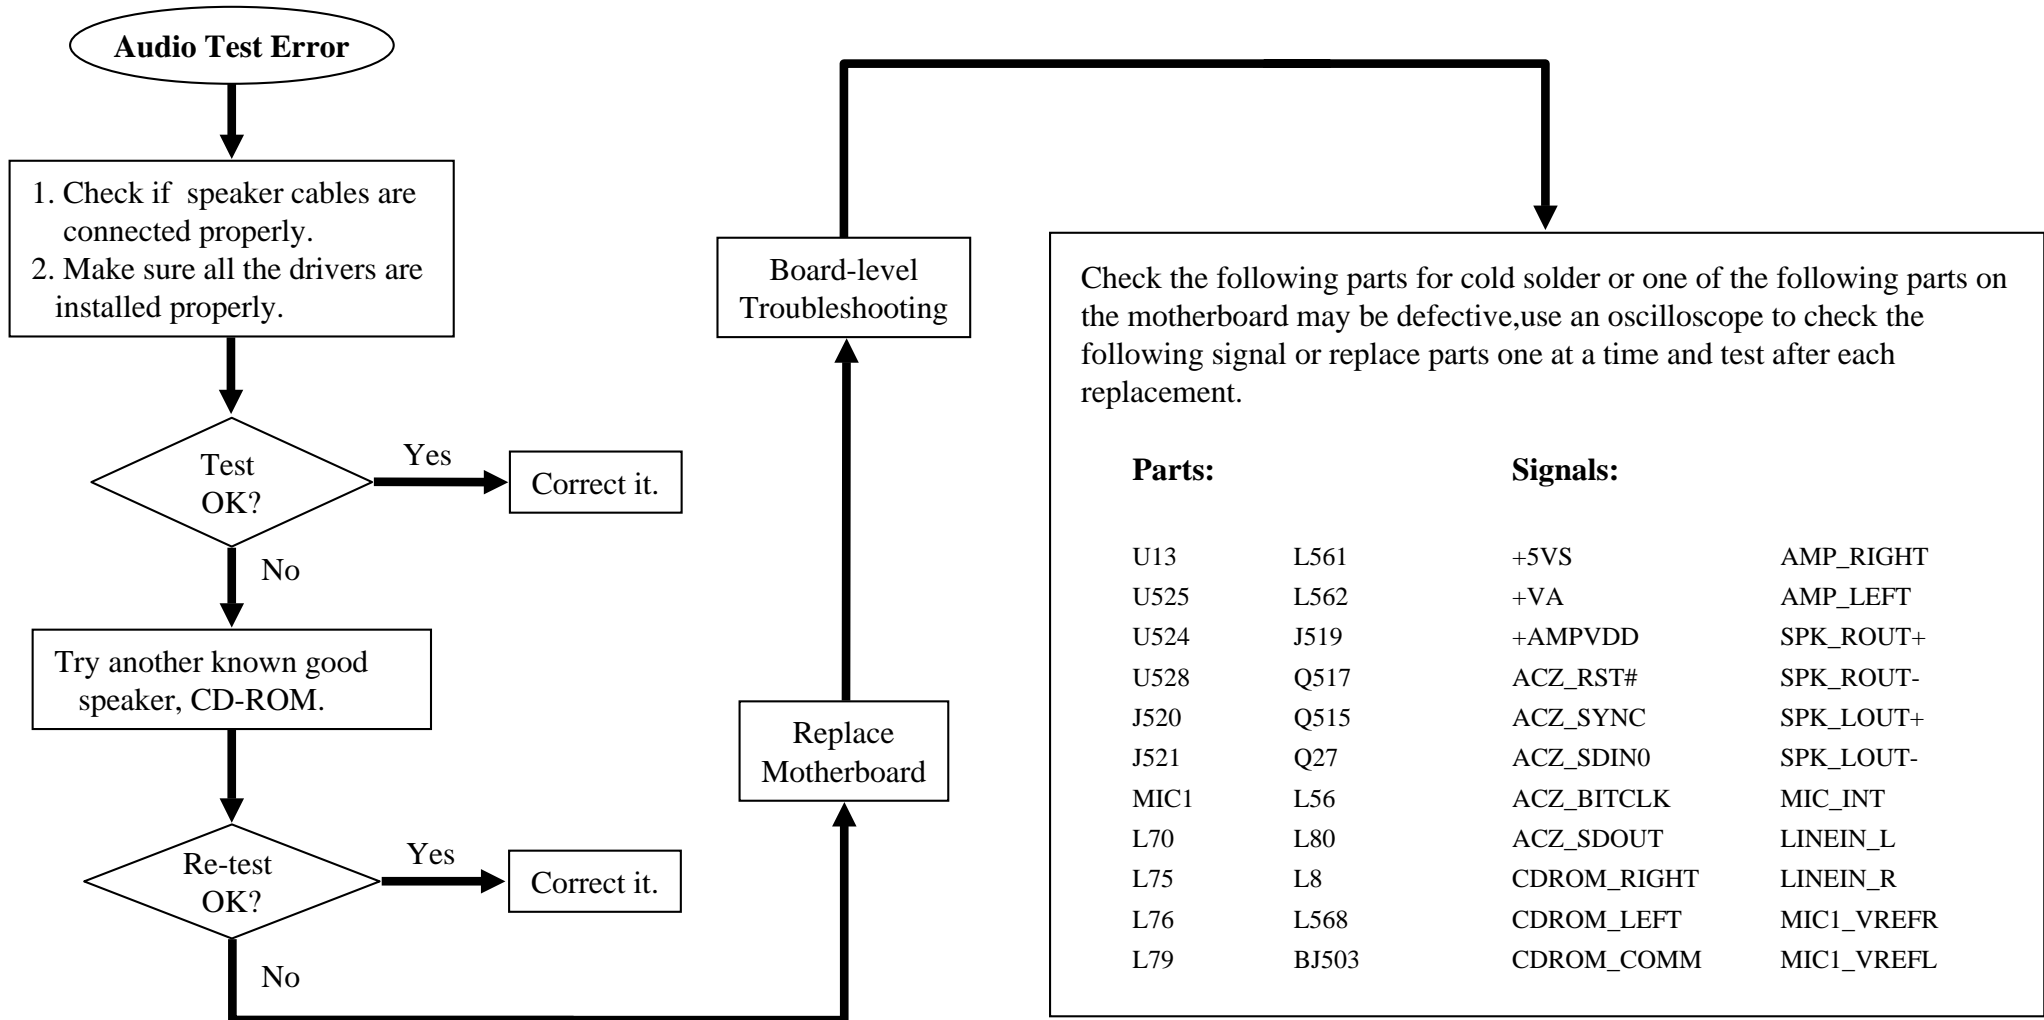 Audio Test Error
1. Check if  speaker cables are
connected properly.
2. Make sure all the drivers are
installed properly.
Test
OK?
Yes
Correct it.
No
Try another known good
speaker, CD-ROM.
Re-test
OK?
Yes
Correct it.
No
Replace
Motherboard
Board-level
Troubleshooting
Check the following parts for cold solder or one of the following parts on
the motherboard may be defective,use an oscilloscope to check the
following signal or replace parts one at a time and test after each
replacement.
Parts: Signals:
U13 L561 +5VS AMP_RIGHT
U525 L562 +VA AMP_LEFT
U524 J519 +AMPVDD SPK_ROUT+
U528 Q517 ACZ_RST# SPK_ROUT-
J520 Q515 ACZ_SYNC SPK_LOUT+
J521 Q27 ACZ_SDIN0 SPK_LOUT-
MIC1 L56 ACZ_BITCLK MIC_INT
L70 L80 ACZ_SDOUT LINEIN_L
L75 L8 CDROM_RIGHT LINEIN_R
L76 L568 CDROM_LEFT MIC1_VREFR
L79 BJ503 CDROM_COMM MIC1_VREFL